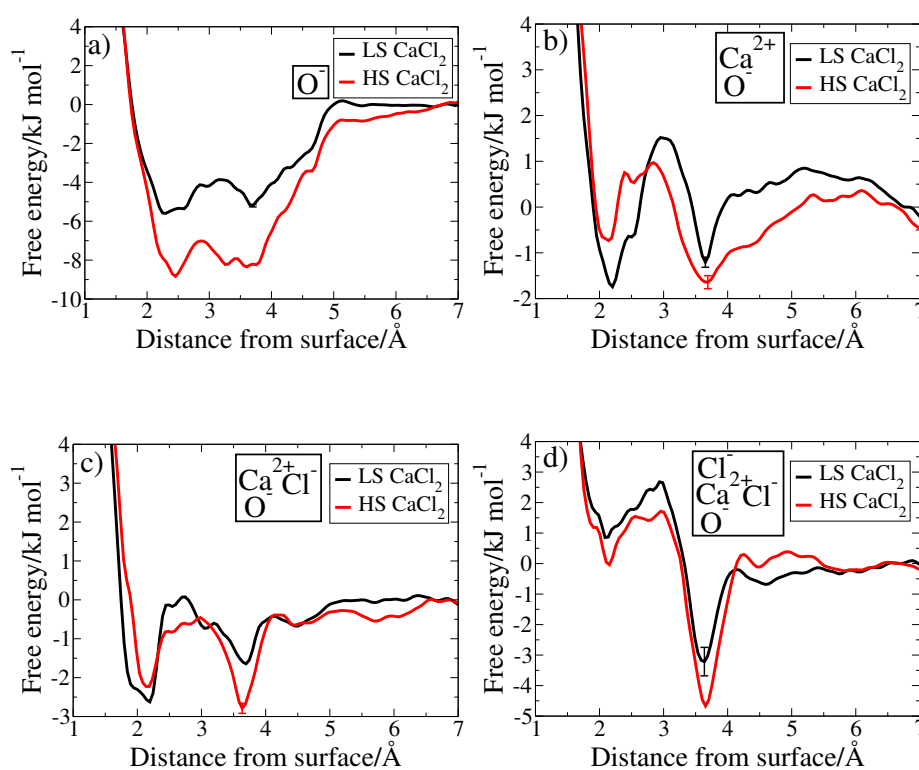 a)
O⁻
LS CaCl₂
HS CaCl₂
Free energy/kJ mol⁻¹
4
2
0
-2
-4
-6
-8
-10
1 2 3 4 5 6 7
Distance from surface/Å
b)
Ca²⁺
O⁻
LS CaCl₂
HS CaCl₂
Free energy/kJ mol⁻¹
4
3
2
1
0
-1
-2
1 2 3 4 5 6 7
Distance from surface/Å
c)
Ca²⁺Cl⁻
O⁻
LS CaCl₂
HS CaCl₂
Free energy/kJ mol⁻¹
4
3
2
1
0
-1
-2
-3
1 2 3 4 5 6 7
Distance from surface/Å
d)
Cl⁻
Ca²⁺Cl⁻
O⁻
LS CaCl₂
HS CaCl₂
Free energy/kJ mol⁻¹
4
3
2
1
0
-1
-2
-3
-4
-5
1 2 3 4 5 6 7
Distance from surface/Å